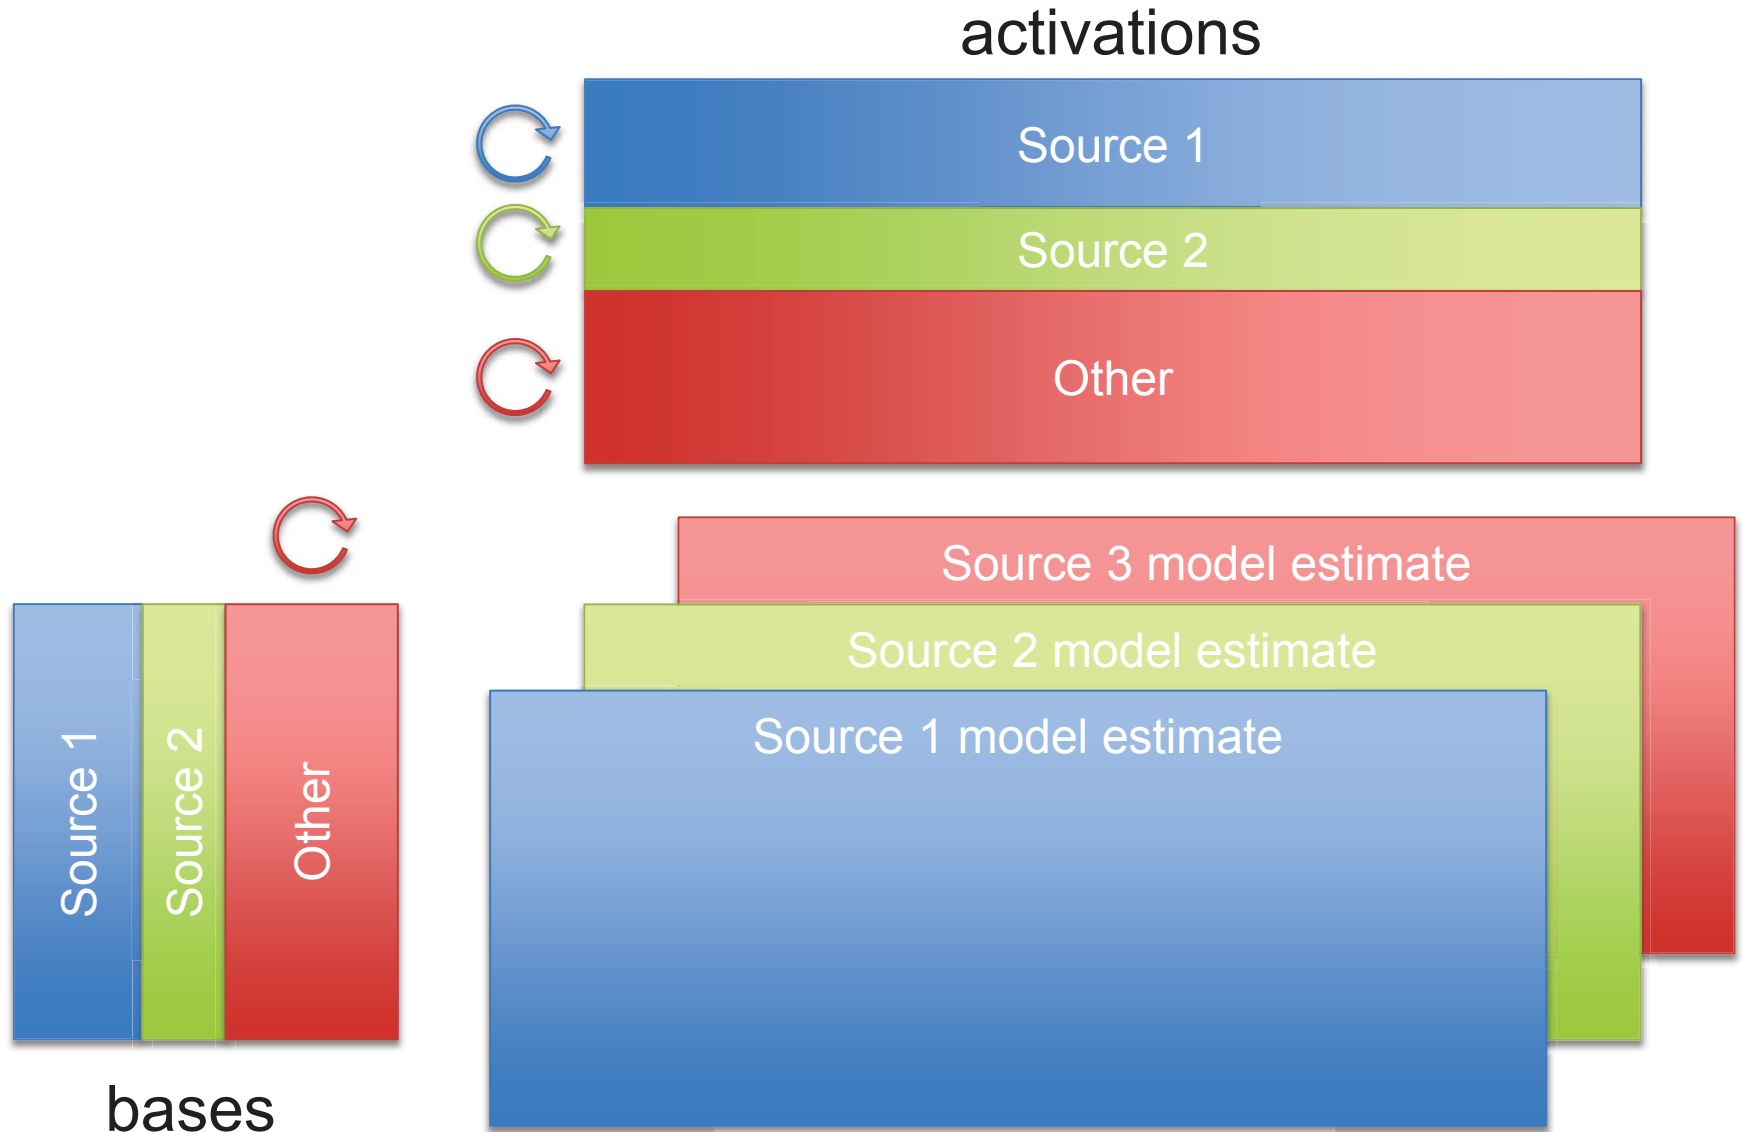 activations
Source 1
Source 2
Other
Source 3 model estimate
Source 2 model estimate
Source 1 model estimate
Source 1
Source 2
Other
bases